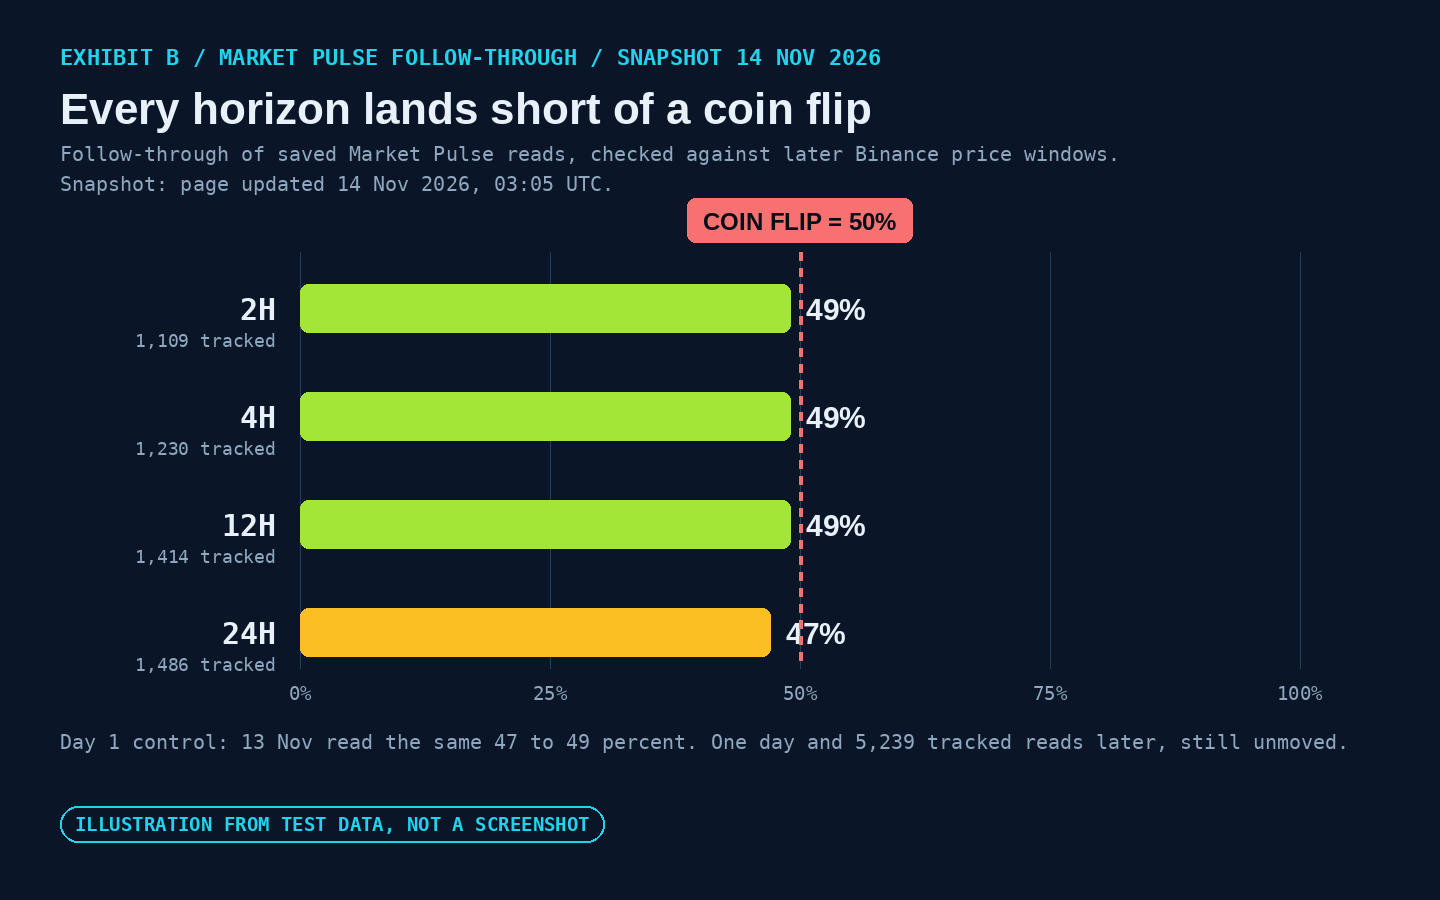 EXHIBIT B / MARKET PULSE FOLLOW-THROUGH / SNAPSHOT 14 NOV 2026
Every horizon lands short of a coin flip
Follow-through of saved Market Pulse reads, checked against later Binance price windows.
Snapshot: page updated 14 Nov 2026, 03:05 UTC.
COIN FLIP = 50%
2H
49%
1,109 tracked
4H
49%
1,230 tracked
12H
49%
1,414 tracked
24H
47%
1,486 tracked
0% 25% 50% 75% 100%
Day 1 control: 13 Nov read the same 47 to 49 percent. One day and 5,239 tracked reads later, still unmoved.
ILLUSTRATION FROM TEST DATA, NOT A SCREENSHOT